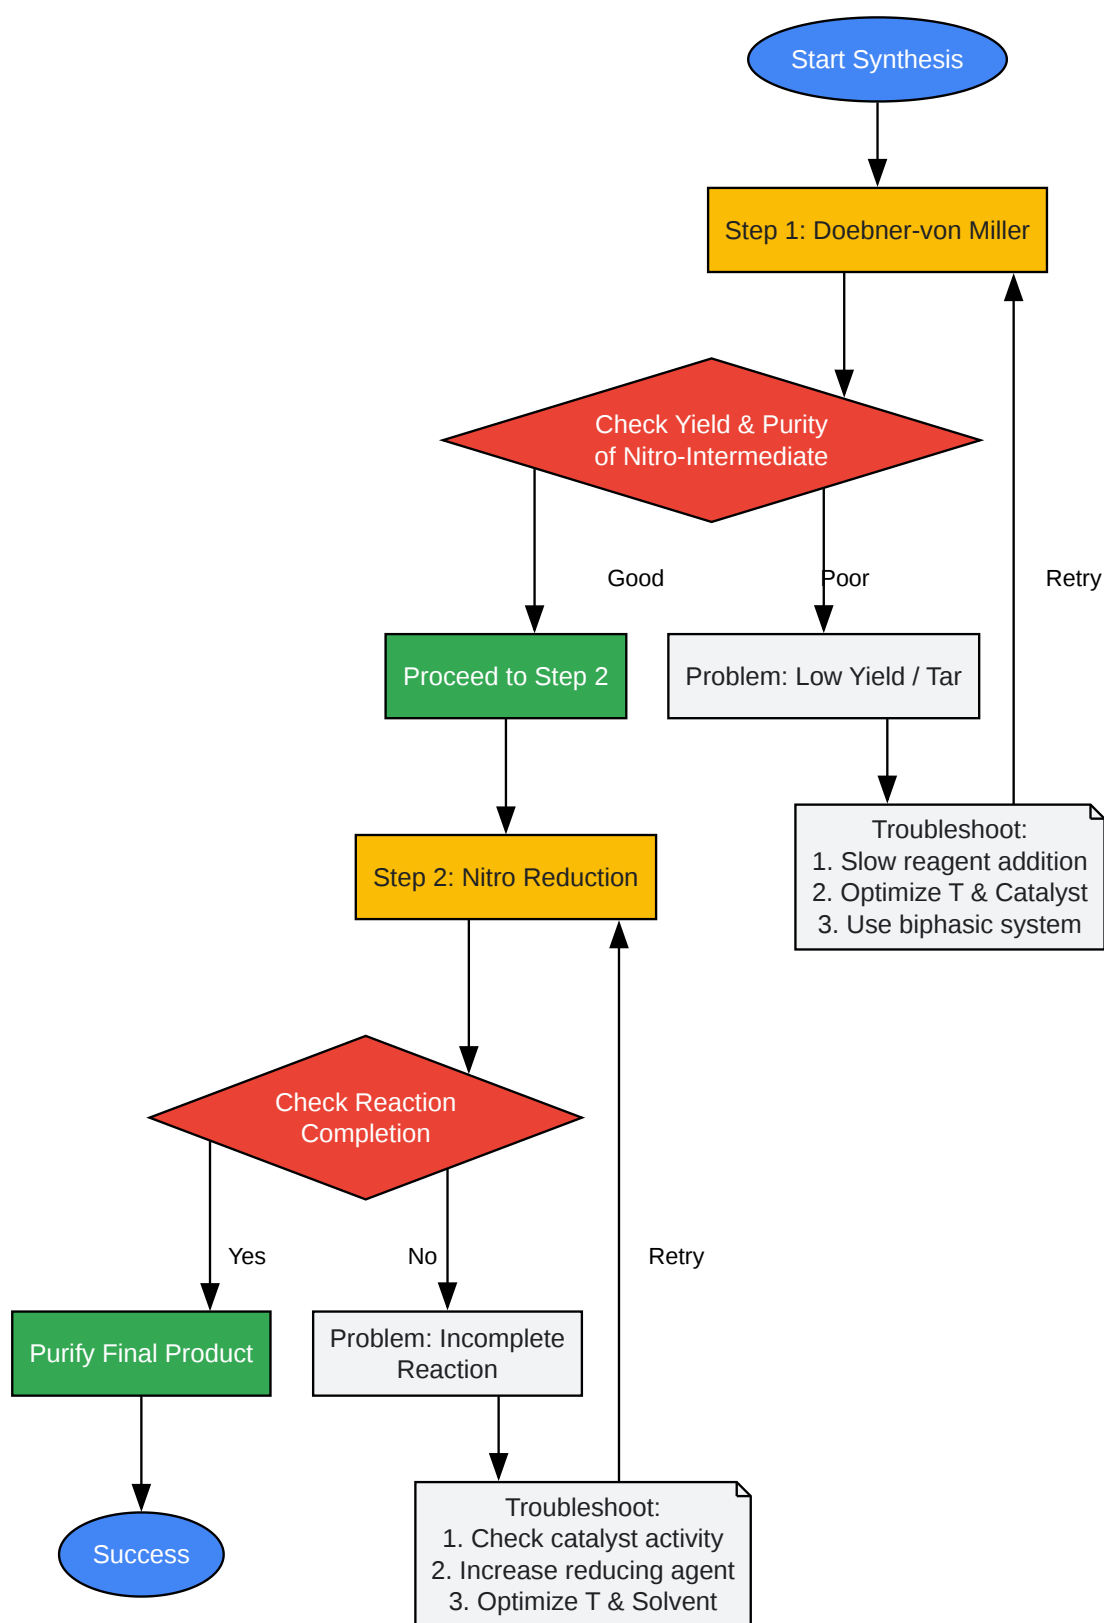 Start Synthesis
Step 1: Doebner-von Miller
Check Yield & Purity
of Nitro-Intermediate
Good
Poor
Retry
Proceed to Step 2
Problem: Low Yield / Tar
Troubleshoot:
1. Slow reagent addition
2. Optimize T & Catalyst
3. Use biphasic system
Step 2: Nitro Reduction
Check Reaction
Completion
Yes
No
Retry
Purify Final Product
Problem: Incomplete
Reaction
Troubleshoot:
1. Check catalyst activity
2. Increase reducing agent
3. Optimize T & Solvent
Success